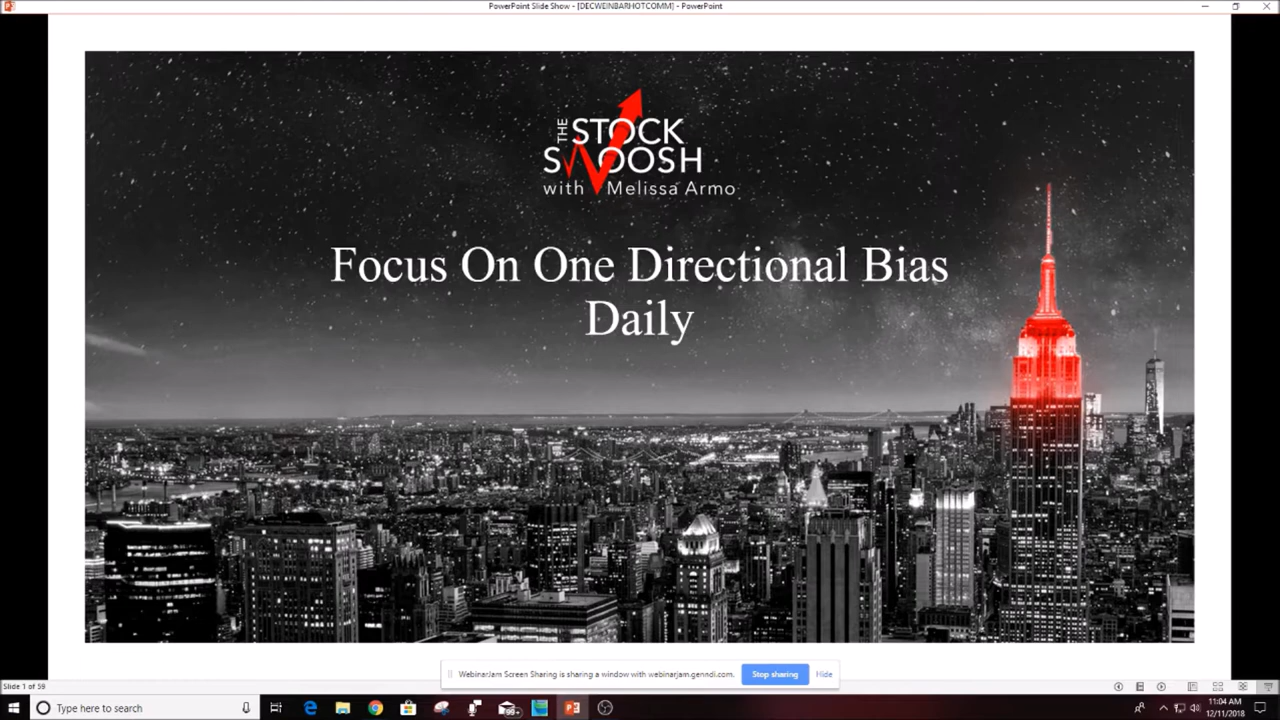 PowerPoint Slide Show - [DECWEINBARHOTCOMM] - PowerPoint
THE STOCK
SWOOSH
with Melissa Armo
Focus On One Directional Bias
Daily
WebinarJam Screen Sharing is sharing a window with webinarjam.genndi.com.
Stop sharing
Hide
Slide 1 of 59
Type here to search
99+
11:04 AM
12/11/2018